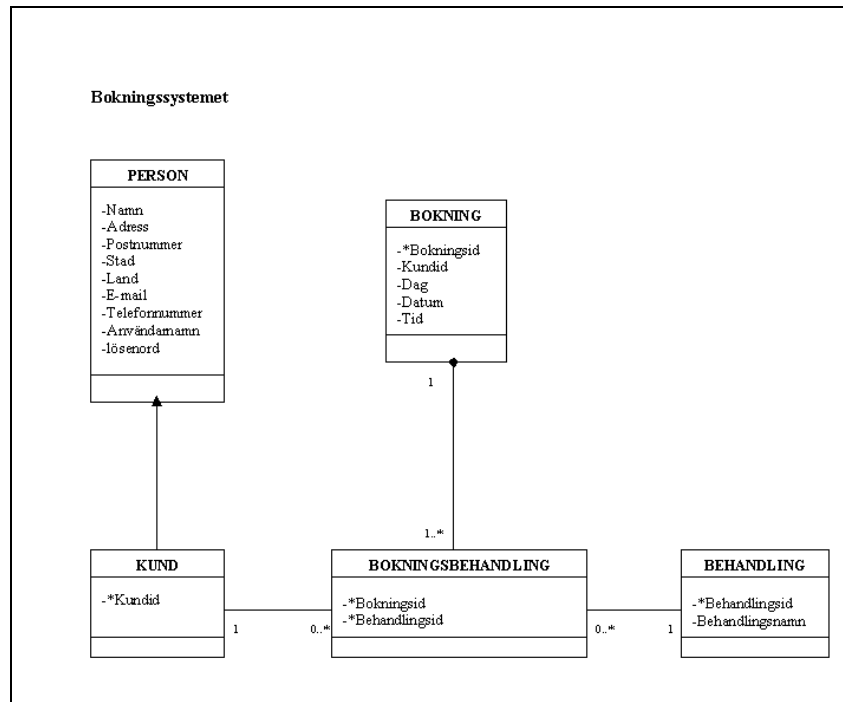 Bokningssystemet
PERSON
-Namn
-Adress
-Postnummer
-Stad
-Land
-E-mail
-Telefonnummer
-Användarnamn
-lösenord
BOKNING
-*Bokningsid
-Kundid
-Dag
-Datum
-Tid
1
1..*
KUND
-*Kundid
1
0..*
BOKNINGSBEHANDLING
-*Bokningsid
-*Behandlingsid
0..*
1
BEHANDLING
-*Behandlingsid
-Behandlingsnamn